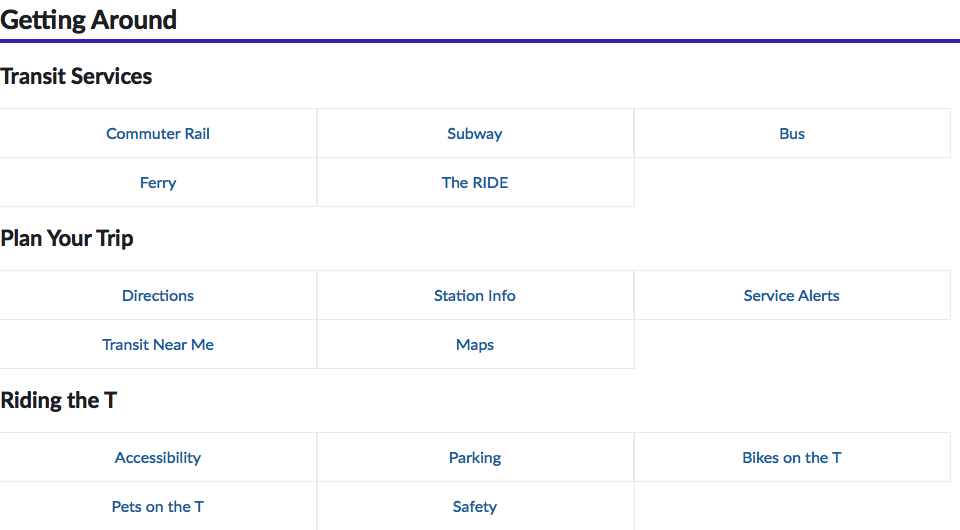 Getting Around
Transit Services
Commuter Rail Subway Bus
Ferry The RIDE
Plan Your Trip
Directions Station Info Service Alerts
Transit Near Me Maps
Riding the T
Accessibility Parking Bikes on the T
Pets on the T Safety